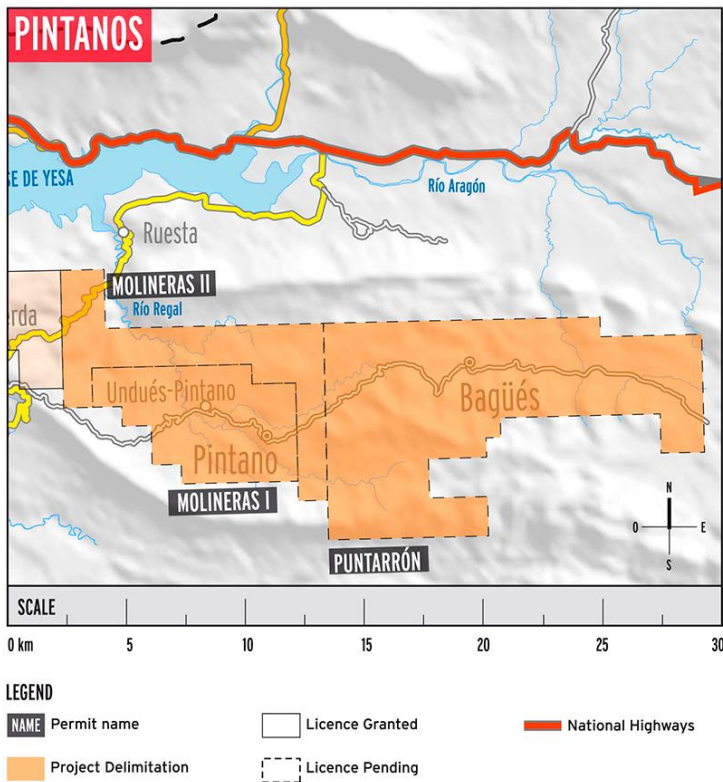 PINTANOS
SE DE YESA
Río Aragón
Ruesta
MOLINERAS II
Río Regal
rda
Undués-Pintano
Bagüés
Pintano
MOLINERAS I
PUNTARRÓN
N
O E
S
SCALE
0 km 5 10 15 20 25 30
LEGEND
NAME Permit name
Licence Granted
National Highways
Project Delimitation
Licence Pending